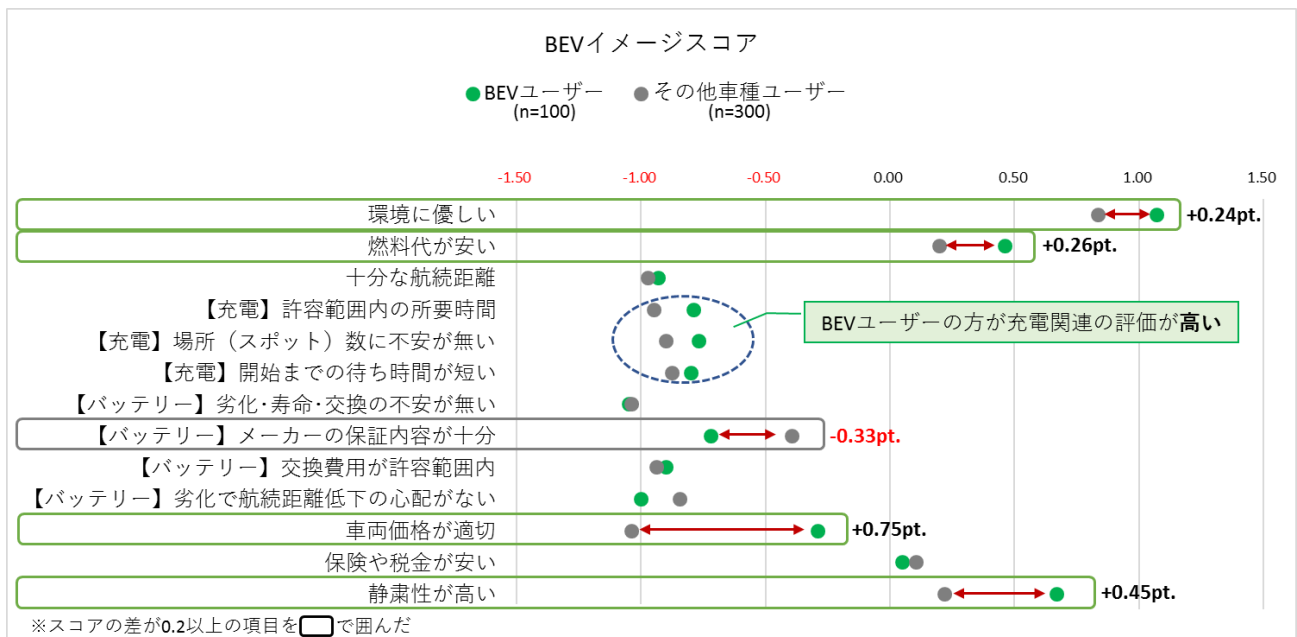 BEVイメージスコア
BEVユーザー その他車種ユーザー
(n=100) (n=300)
-1.50 -1.00 -0.50 0.00 0.50 1.00 1.50
環境に優しい +0.24pt.
燃料代が安い +0.26pt.
十分な航続距離
【充電】許容範囲内の所要時間
BEVユーザーの方が充電関連の評価が高い
【充電】場所（スポット）数に不安が無い
【充電】開始までの待ち時間が短い
【バッテリー】劣化･寿命･交換の不安が無い
【バッテリー】メーカーの保証内容が十分 -0.33pt.
【バッテリー】交換費用が許容範囲内
【バッテリー】劣化で航続距離低下の心配がない
車両価格が適切 +0.75pt.
保険や税金が安い
静粛性が高い +0.45pt.
※スコアの差が0.2以上の項目を で囲んだ